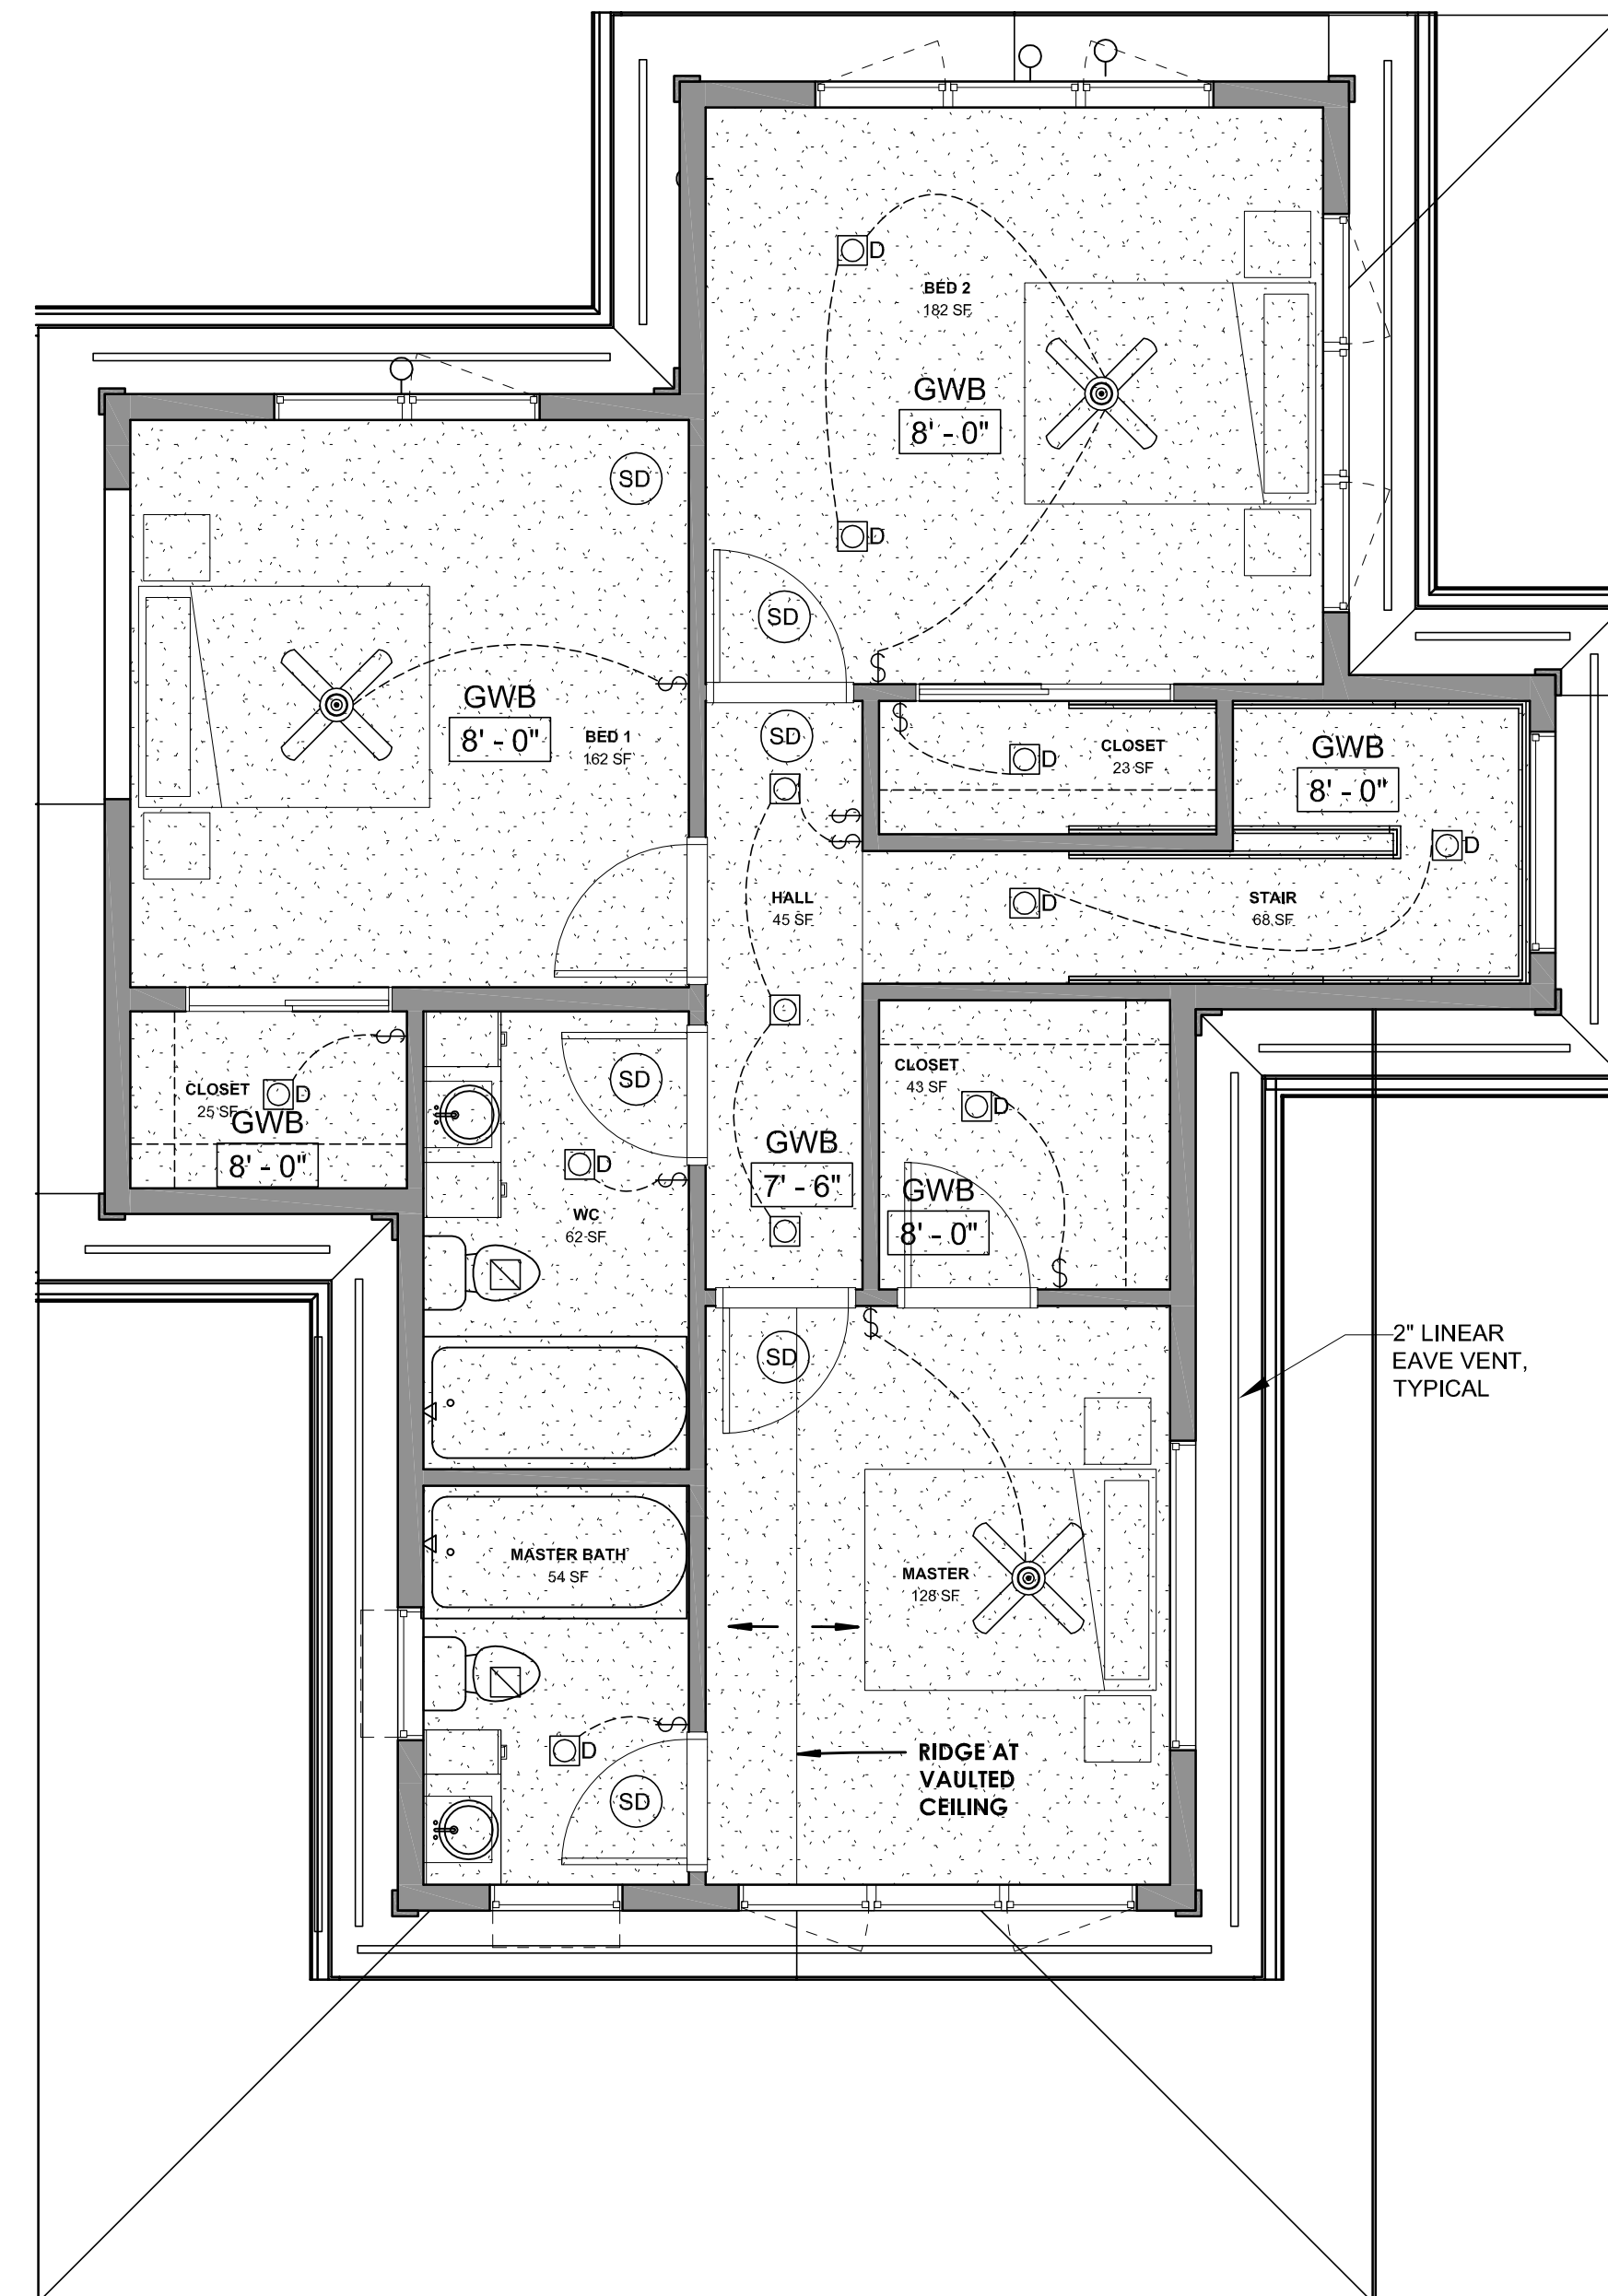 D
BED 2
182 SF
GWB
8' - 0"
D
SD
$
SD
GWB
8' - 0"
BED 1
162 SF
$
SD
$
D
CLOSET
23 SF
GWB
8' - 0"
$
$
D
D
HALL
45 SF
STAIR
68 SF
$
CLOSET
25 SF
D
GWB
8' - 0"
SD
D
$
WC
62 SF
CLOSET
43 SF
D
GWB
7' - 6"
GWB
8' - 0"
$
$
SD
2" LINEAR
EAVE VENT,
TYPICAL
MASTER BATH
54 SF
MASTER
128 SF
$
D
SD
RIDGE AT
VAULTED
CEILING